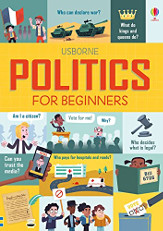 Who can declare war?
What do
kings and
queens do?
USBORNE
POLITICS
FOR BEGINNERS
Am I a citizen?
Vote for me!
Why?
Can you
trust the
media?
Who pays for hospitals and roads?
Who decides
what is legal?
VOTE